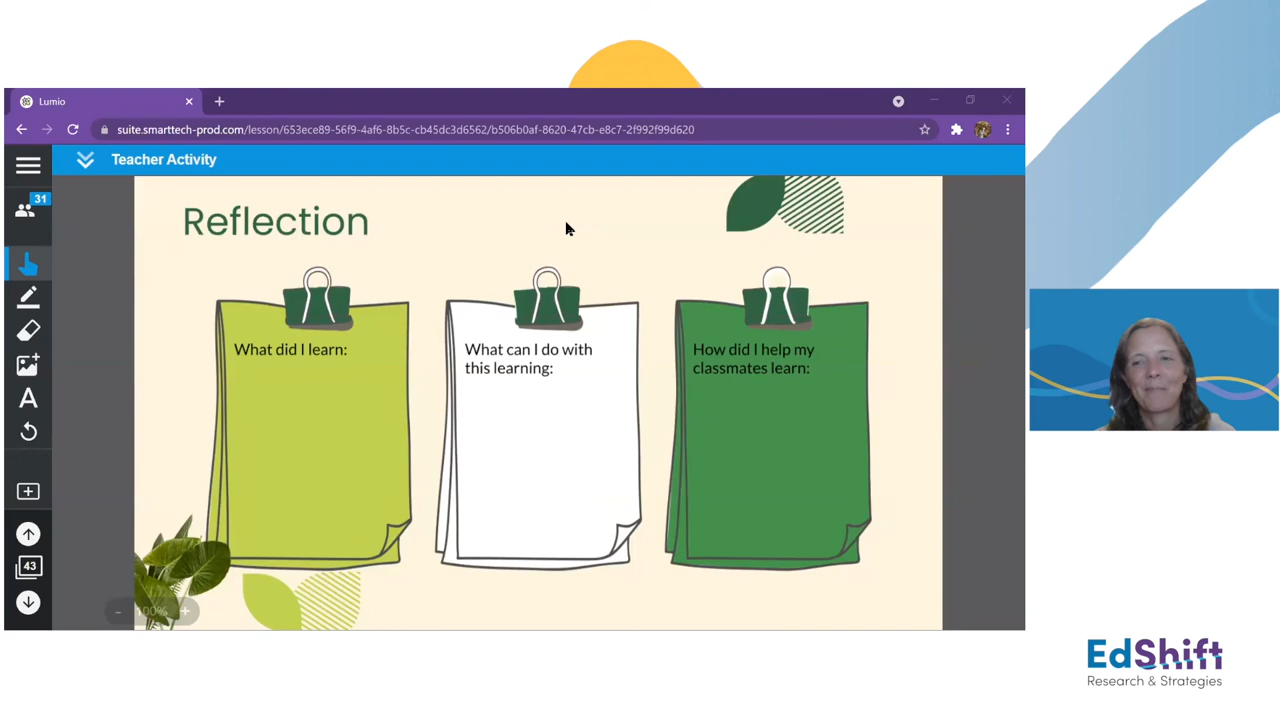 Lumio
suite.smarttech-prod.com/lesson/653ece89-56f9-4af6-8b5c-cb45dc3d6562/b506b0af-8620-47cb-e8c7-2f992f99d620
Teacher Activity
31
Reflection
What did I learn:
What can I do with
this learning:
How did I help my
classmates learn:
A
43
- 100% +
EdShift
Research & Strategies